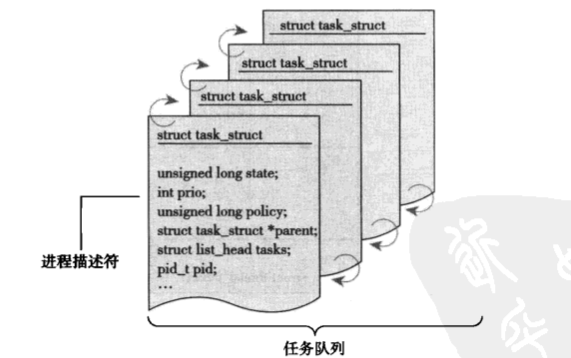 struct task_struct
struct task_struct
struct task_struct
struct task_struct
unsigned long state;
int prio;
unsigned long policy;
struct task_struct *parent;
struct list_head tasks;
pid_t pid;
…
进程描述符
任务队列